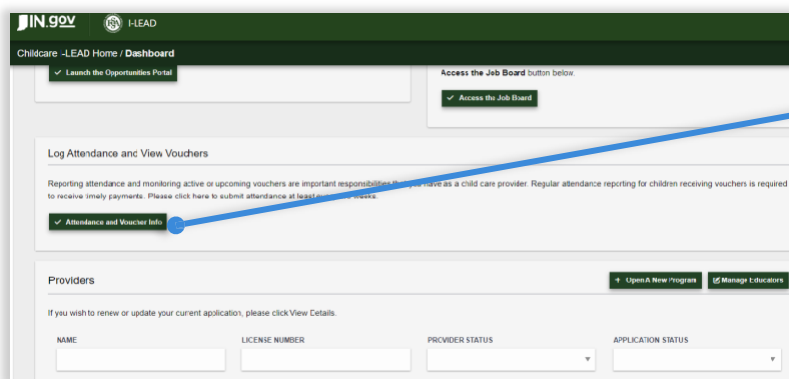 IN.gov I-LEAD
Childcare -LEAD Home / Dashboard
Launch the Opportunities Portal
Access the Job Board button below.
Access the Job Board
Log Attendance and View Vouchers
Reporting attendance and monitoring active or upcoming vouchers are important responsibilities have as a child care provider. Regular attendance reporting for children receiving vouchers is required
to receive timely payments. Please click here to submit attendance at least weeks.
Attendance and Voucher Info
Providers
+ Open A New Program Manage Educators
If you wish to renew or update your current application, please click View Details.
NAME LICENSE NUMBER PROVIDER STATUS APPLICATION STATUS